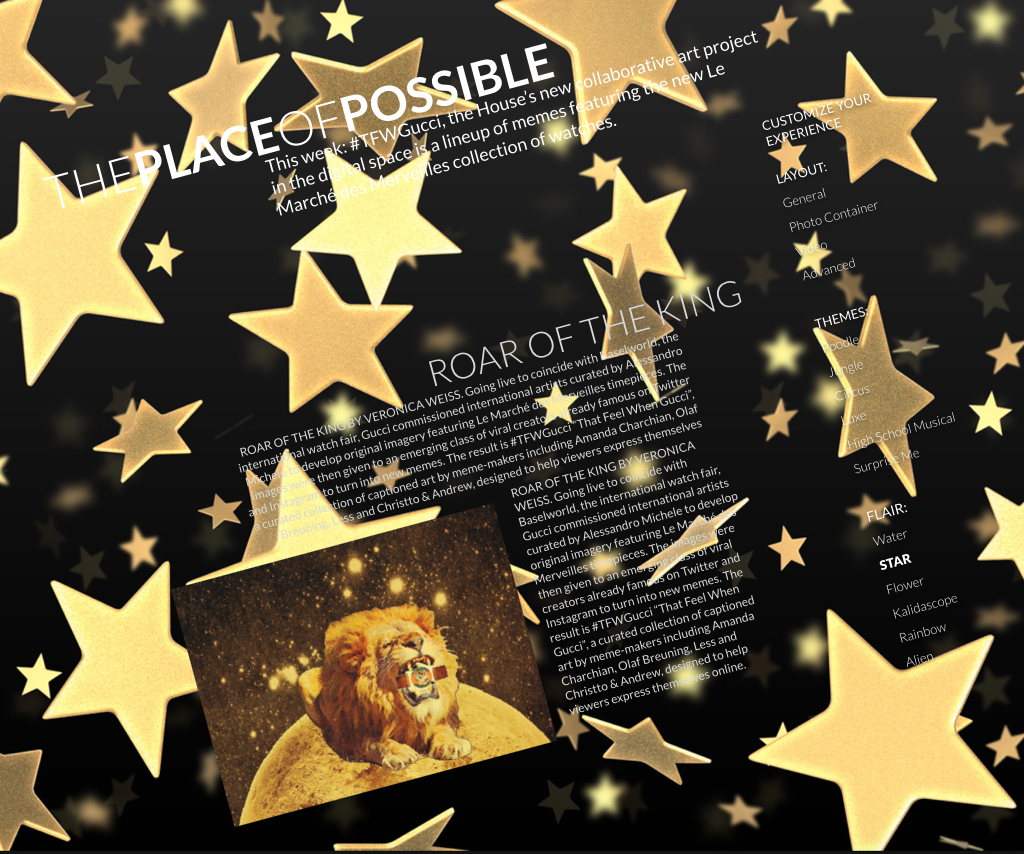 THEPLACEOFPOSSIBLE
This week: #TFWGucci, the House's new collaborative art project
in the digital space is a lineup of memes featuring the new Le
Marché des Merveilles collection of watches.
CUSTOMIZE YOUR
EXPERIENCE
LAYOUT:
General
Photo Container
Video
Advanced
THEMES:
Doodle
Jungle
Circus
Luxe
High School Musical
Surprise Me
FLAIR:
Water
STAR
Flower
Kalidascope
Rainbow
Alien
ROAR OF THE KING
ROAR OF THE KING BY VERONICA WEISS. Going live to coincide with Baselworld, the
international watch fair, Gucci commissioned international artists curated by Alessandro
Michele to develop original imagery featuring Le Marché des Merveilles timepieces. The
images were then given to an emerging class of viral creators already famous on Twitter
and Instagram to turn into new memes. The result is #TFWGucci "That Feel When Gucci",
a curated collection of captioned art by meme-makers including Amanda Charchian, Olaf
Breuning, Less and Christto & Andrew, designed to help viewers express themselves
ROAR OF THE KING BY VERONICA
WEISS. Going live to coincide with
Baselworld, the international watch fair,
Gucci commissioned international artists
curated by Alessandro Michele to develop
original imagery featuring Le Marché des
Merveilles timepieces. The images were
then given to an emerging class of viral
creators already famous on Twitter and
Instagram to turn into new memes. The
result is #TFWGucci "That Feel When
Gucci", a curated collection of captioned
art by meme-makers including Amanda
Charchian, Olaf Breuning, Less and
Christto & Andrew, designed to help
viewers express themselves online.